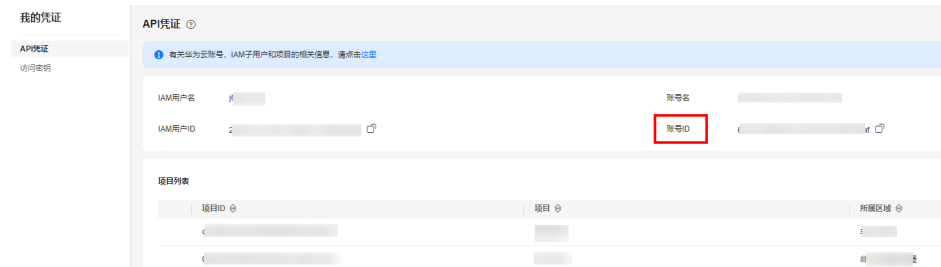 我的凭证
API凭证
访问密钥
API凭证
有关华为云账号，IAM子用户和项目的相关信息，请点击这里
IAM用户名
账号名
IAM用户ID
账号ID
项目列表
项目ID
项目
所属区域